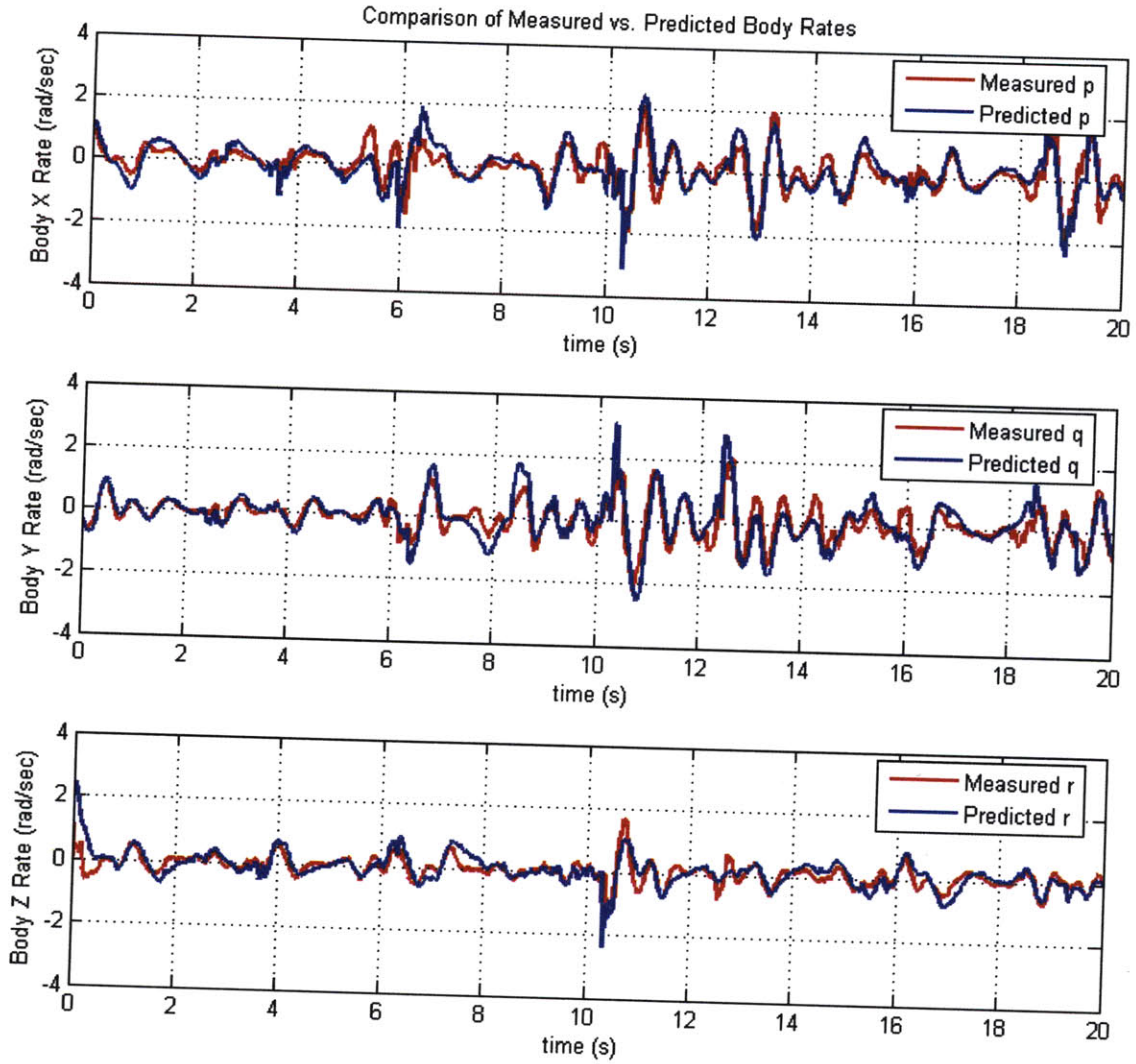 Comparison of Measured vs. Predicted Body Rates
4
2
0
-2
-4
Body X Rate (rad/sec)
Measured p
Predicted p
0 2 4 6 8 10 12 14 16 18 20
time (s)
4
2
0
-2
-4
Body Y Rate (rad/sec)
Measured q
Predicted q
0 2 4 6 8 10 12 14 16 18 20
time (s)
4
2
0
-2
-4
Body Z Rate (rad/sec)
Measured r
Predicted r
0 2 4 6 8 10 12 14 16 18 20
time (s)